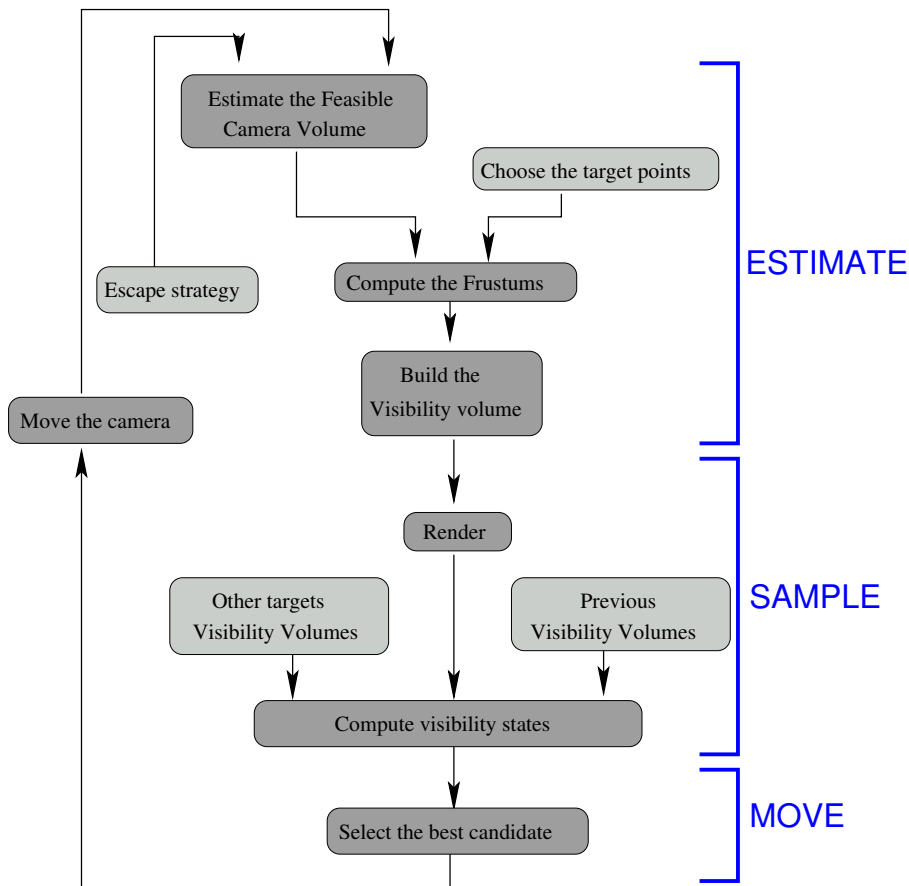 Estimate the Feasible
Camera Volume
Choose the target points
ESTIMATE
Escape strategy
Compute the Frustums
Build the
Visibility volume
Move the camera
Render
SAMPLE
Other targets
Visibility Volumes
Previous
Visibility Volumes
Compute visibility states
MOVE
Select the best candidate